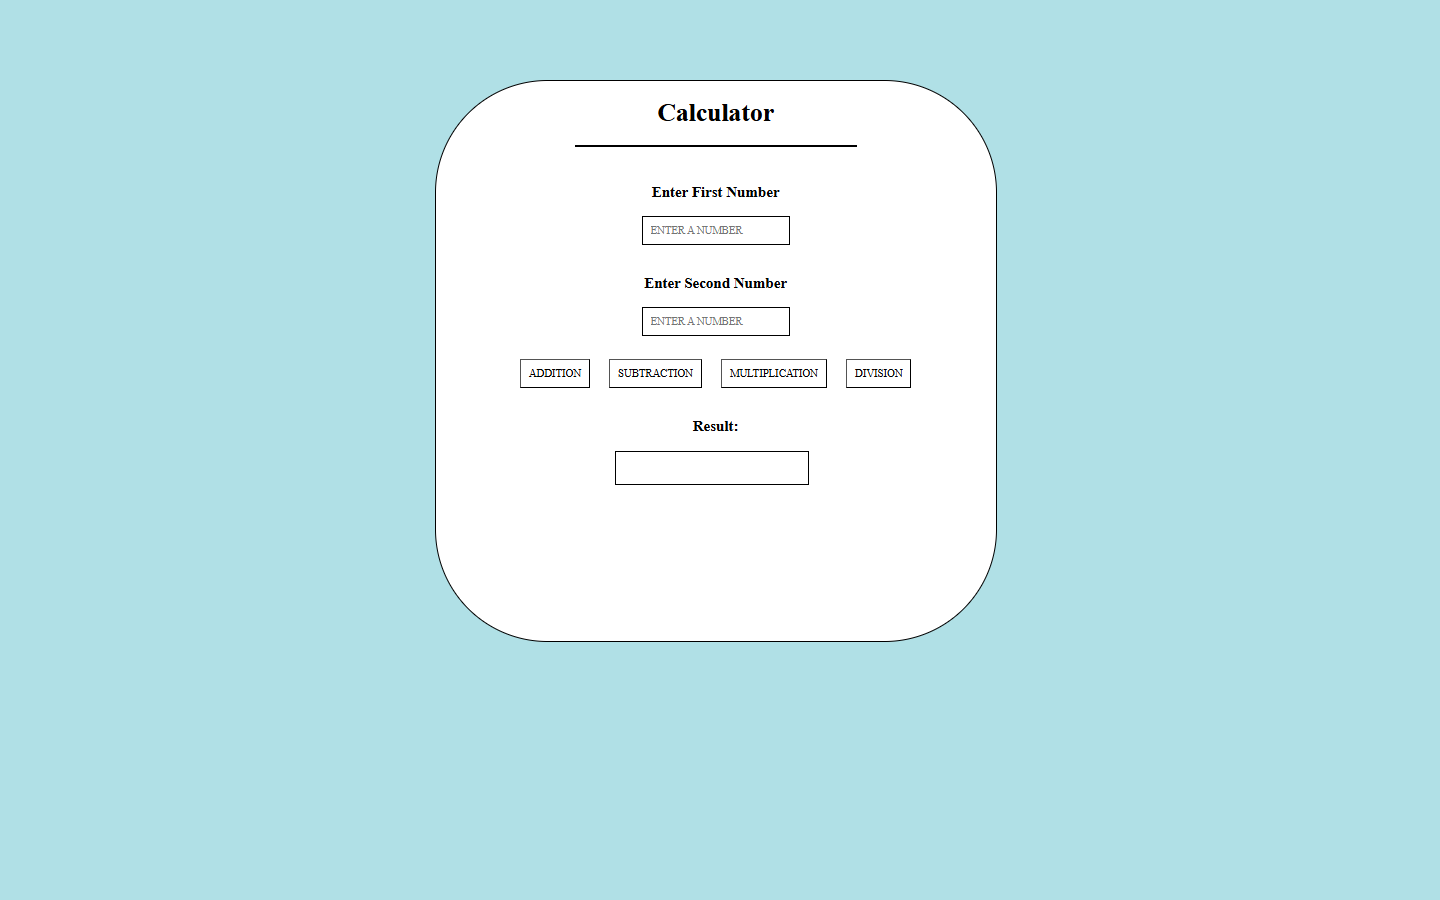 Calculator
Enter First Number
ENTER A NUMBER
Enter Second Number
ENTER A NUMBER
ADDITION SUBTRACTION MULTIPLICATION DIVISION
Result: